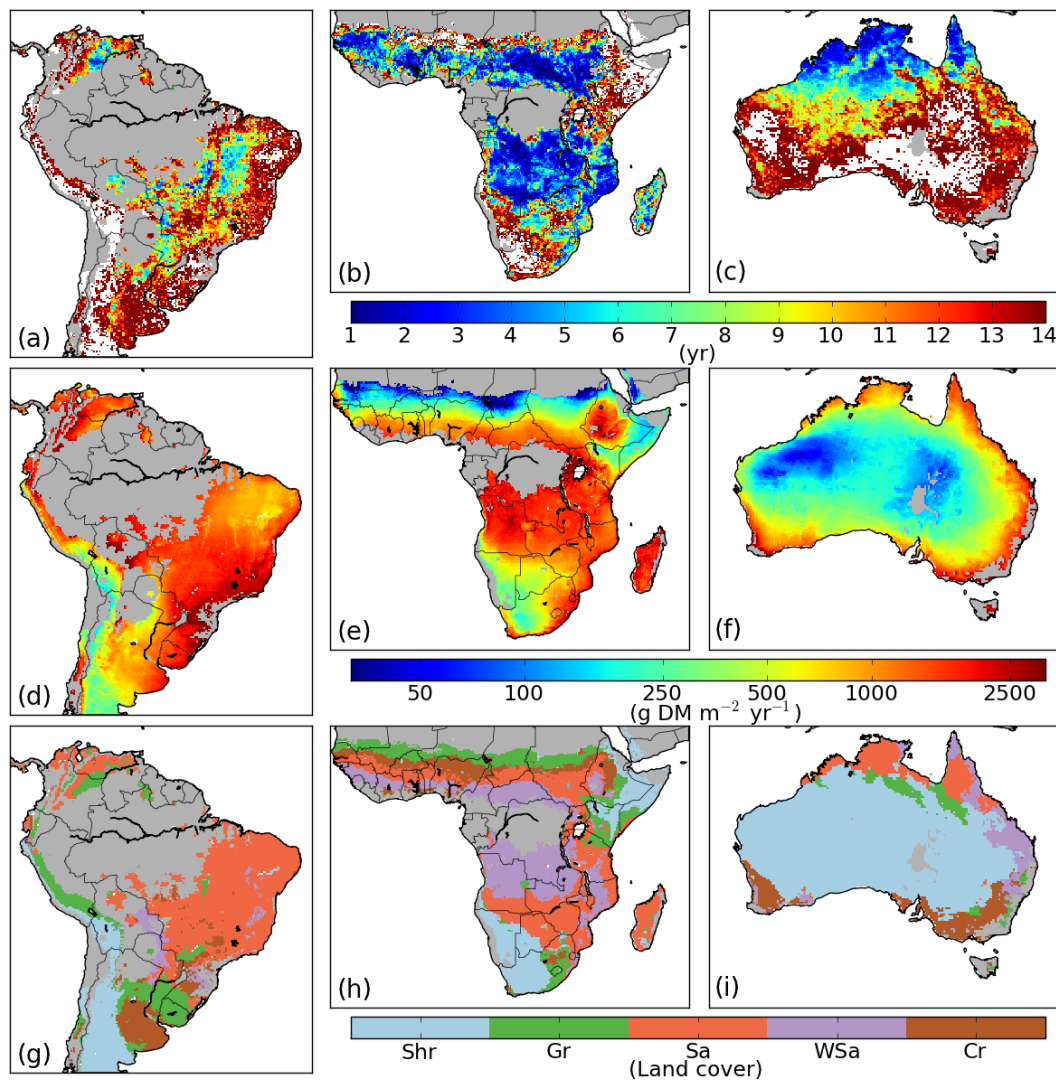 (a)
(b)
(c)
1 2 3 4 5 6 7 8 9 10 11 12 13 14
(yr)
(d)
(e)
(f)
50 100 250 500 1000 2500
(g DM m⁻² yr⁻¹)
(g)
(h)
(i)
Shr Gr Sa WSa Cr
(Land cover)